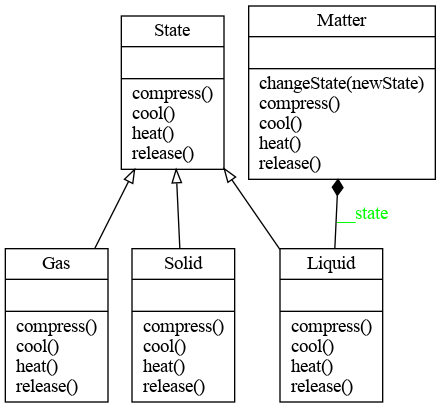 State
compress()
cool()
heat()
release()
Matter
changeState(newState)
compress()
cool()
heat()
release()
__state
Gas
compress()
cool()
heat()
release()
Solid
compress()
cool()
heat()
release()
Liquid
compress()
cool()
heat()
release()